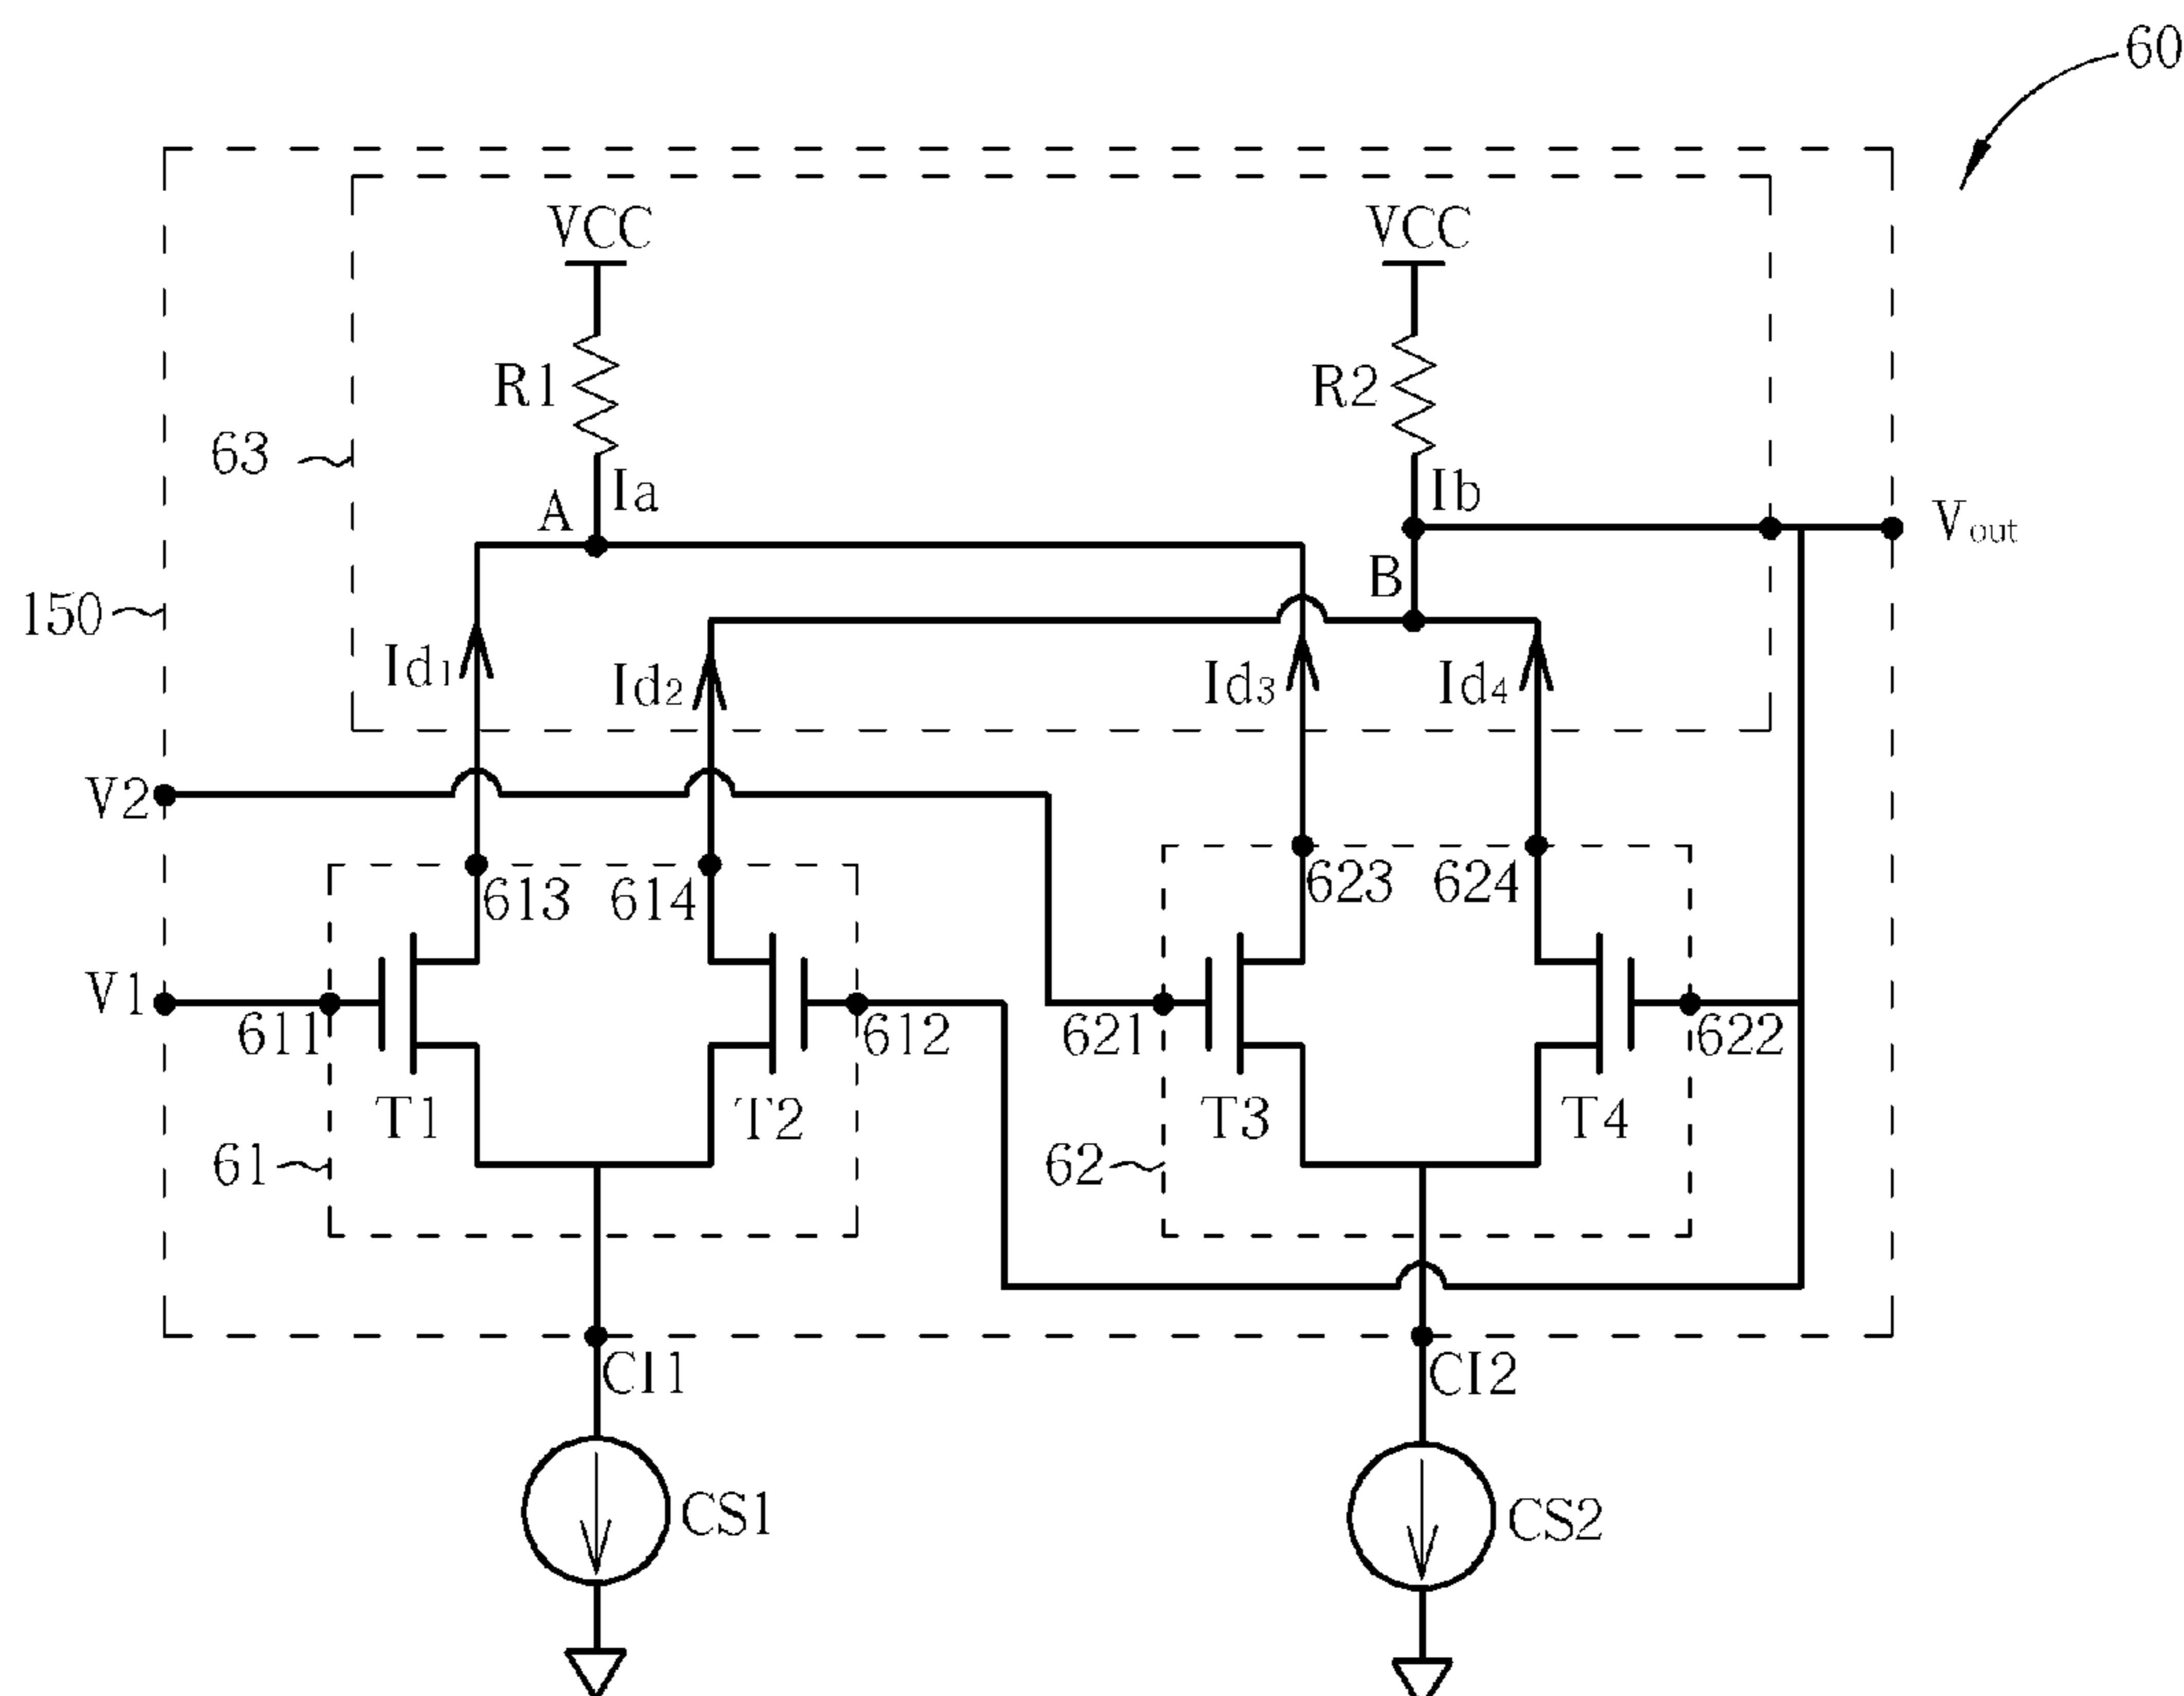 60
VCC VCC
R1 R2
63
Ia Ib
A
Vout
B
150
Id1 Id2 Id3 Id4
V2
613 614 623 624
V1
611 612 621 622
T1 T2 T3 T4
61 62
CI1 CI2
CS1 CS2